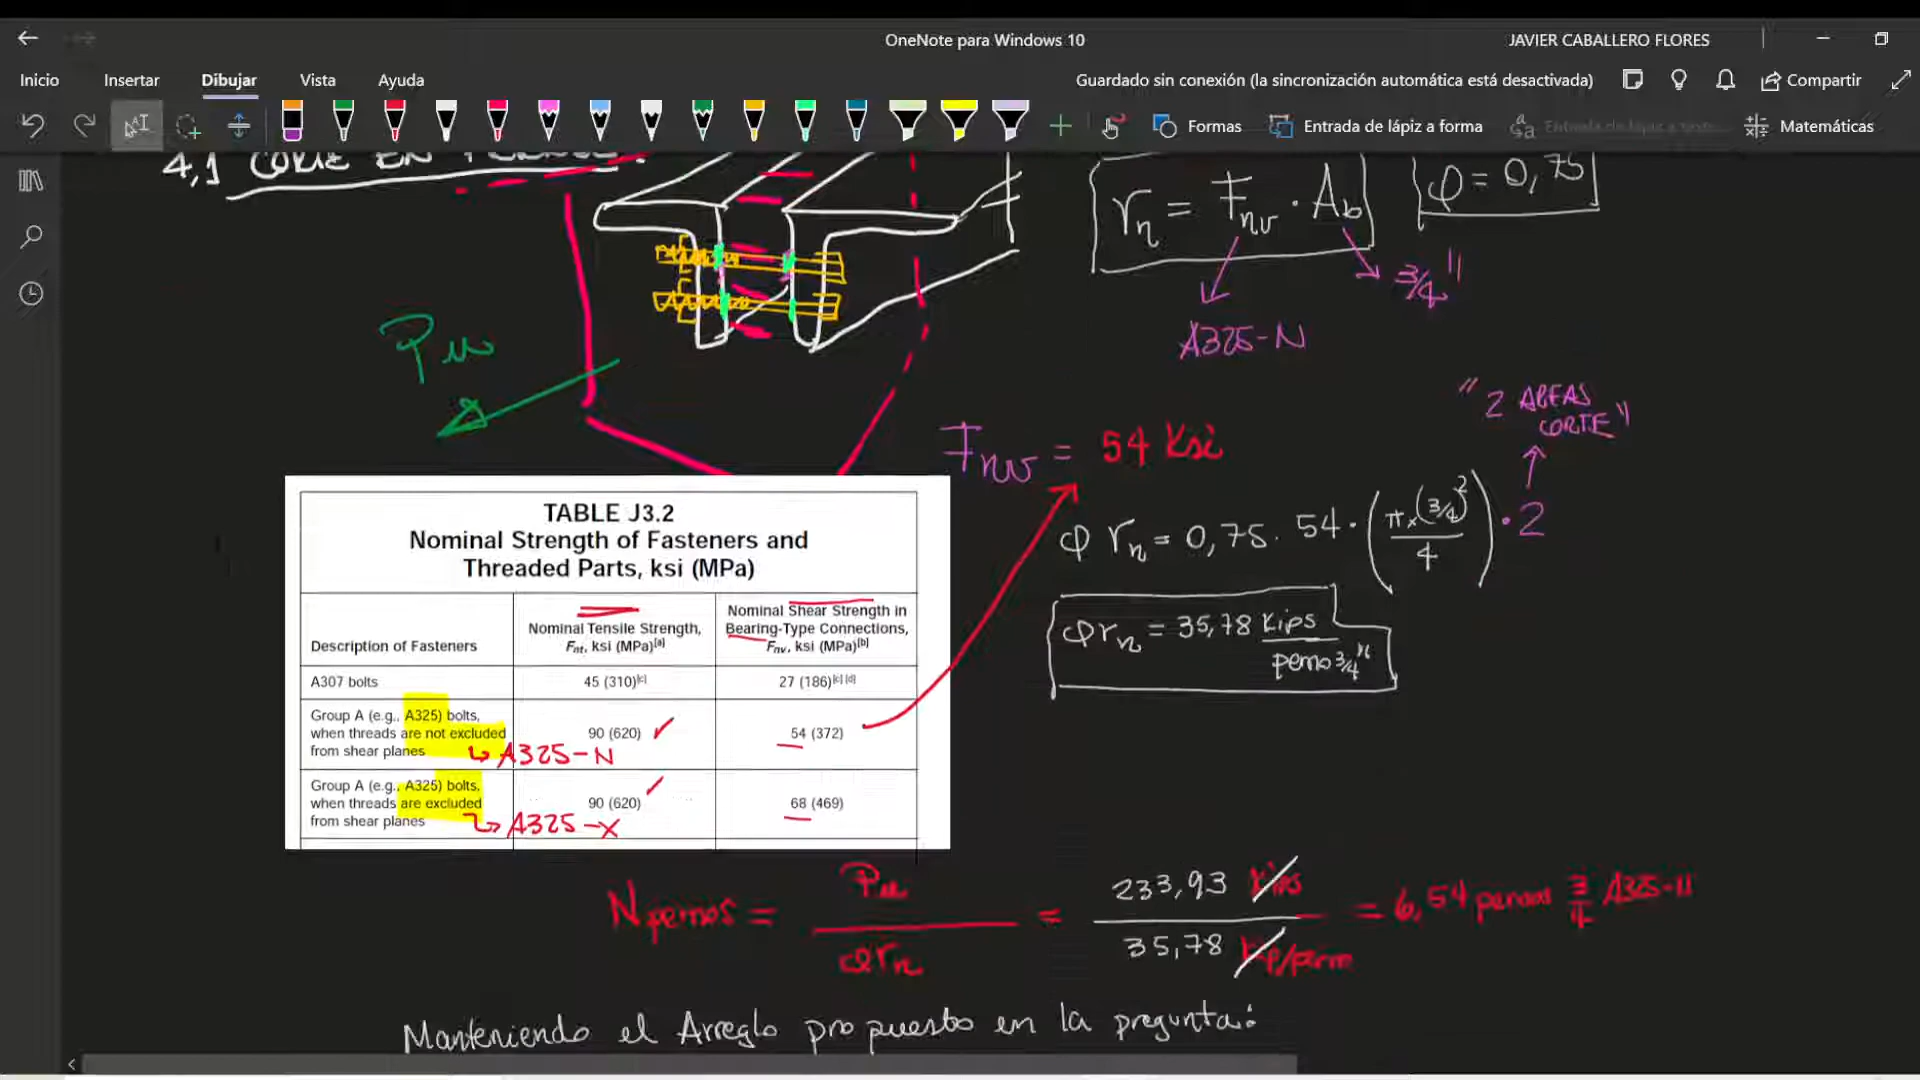 OneNote para Windows 10
JAVIER CABALLERO FLORES
Inicio
Insertar
Dibujar
Vista
Ayuda
Guardado sin conexión (la sincronización automática está desactivada)
Compartir
Formas
Entrada de lápiz a forma
Entrada de lápiz a texto
Matemáticas
4,1 CORTE EN PERNOS:
rn = Fnv · Ab
φ = 0,75
3/4"
A325-N
Pu
Fnv = 54 Ksi
"2 AREAS
CORTE"
φ rn = 0,75 · 54 · (π×(3/4)²/4) · 2
φrn = 35,78 Kips/perno 3/4"
TABLE J3.2
Nominal Strength of Fasteners and
Threaded Parts, ksi (MPa)
Description of Fasteners
Nominal Tensile Strength,
Fnt, ksi (MPa)[a]
Nominal Shear Strength in
Bearing-Type Connections,
Fnv, ksi (MPa)[b]
A307 bolts
45 (310)[c]
27 (186)[c] [d]
Group A (e.g., A325) bolts,
when threads are not excluded
from shear planes
A325-N
90 (620)
54 (372)
Group A (e.g., A325) bolts,
when threads are excluded
from shear planes
A325-X
90 (620)
68 (469)
Npernos = Pu/φrn = 233,93 Kips/35,78 Kip/perno = 6,54 pernos 3/4 A325-N
Manteniendo el Arreglo propuesto en la pregunta: